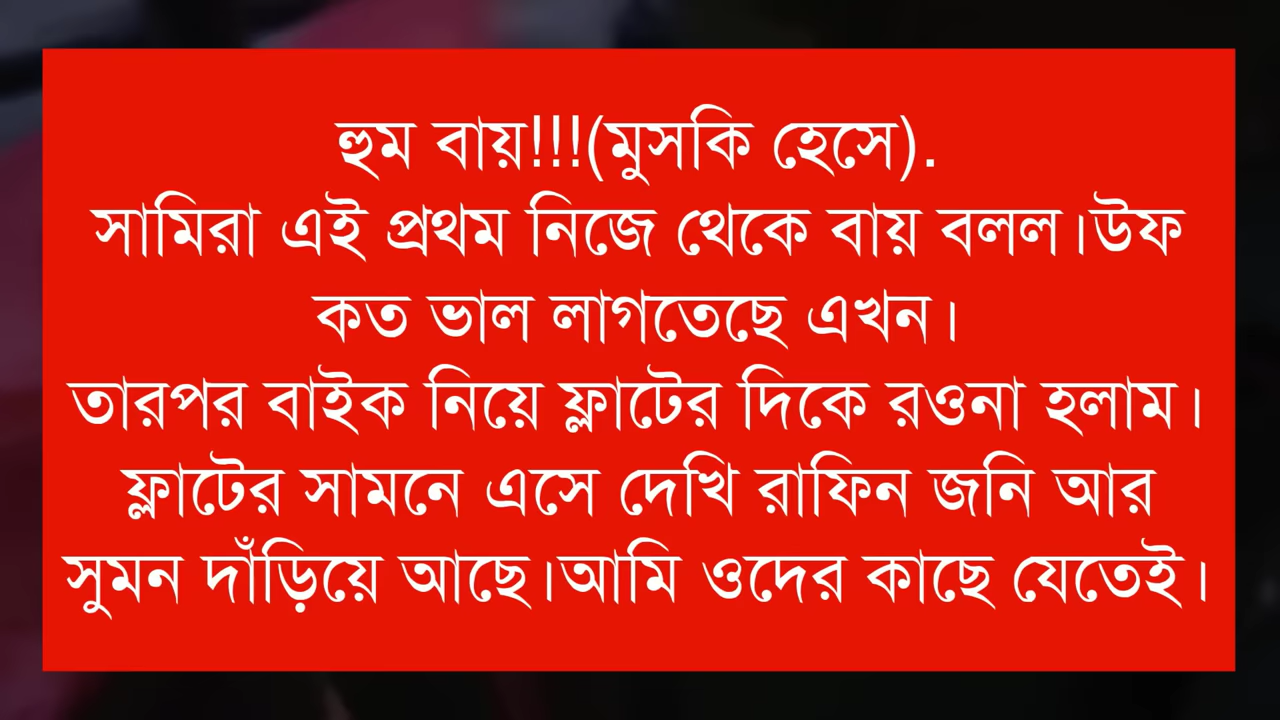 হুম বায়!!!(মুসকি হেসে).
সামিরা এই প্রথম নিজে থেকে বায় বলল।উফ
কত ভাল লাগতেছে এখন।
তারপর বাইক নিয়ে ফ্লাটের দিকে রওনা হলাম।
ফ্লাটের সামনে এসে দেখি রাফিন জনি আর
সুমন দাঁড়িয়ে আছে।আমি ওদের কাছে যেতেই।